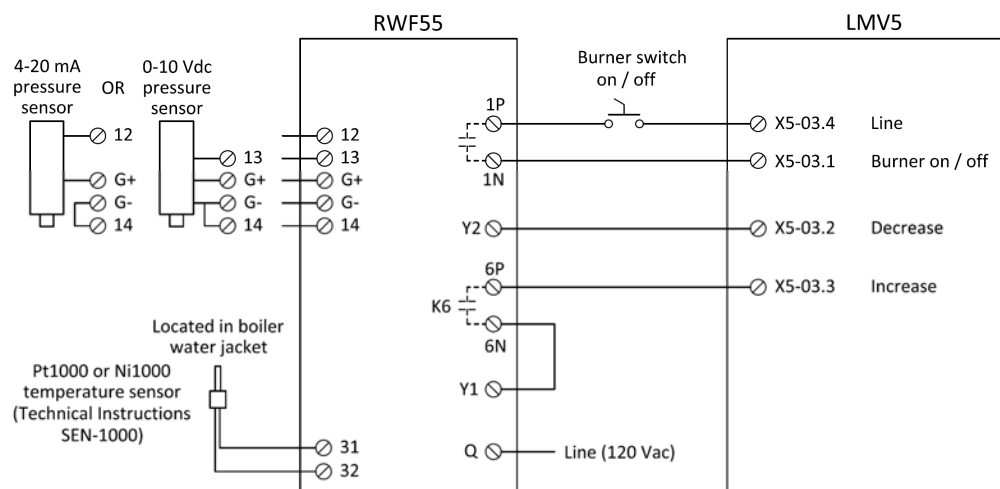 RWF55
LMV5
4-20 mA
pressure
sensor
OR
0-10 Vdc
pressure
sensor
12
G+
G-
14
13
G+
G-
14
12
13
G+
G-
14
Burner switch
on / off
1P
1N
Y2
6P
K6
6N
Y1
Q
Line (120 Vac)
X5-03.4 Line
X5-03.1 Burner on / off
X5-03.2 Decrease
X5-03.3 Increase
Located in boiler
water jacket
Pt1000 or Ni1000
temperature sensor
(Technical Instructions
SEN-1000)
31
32